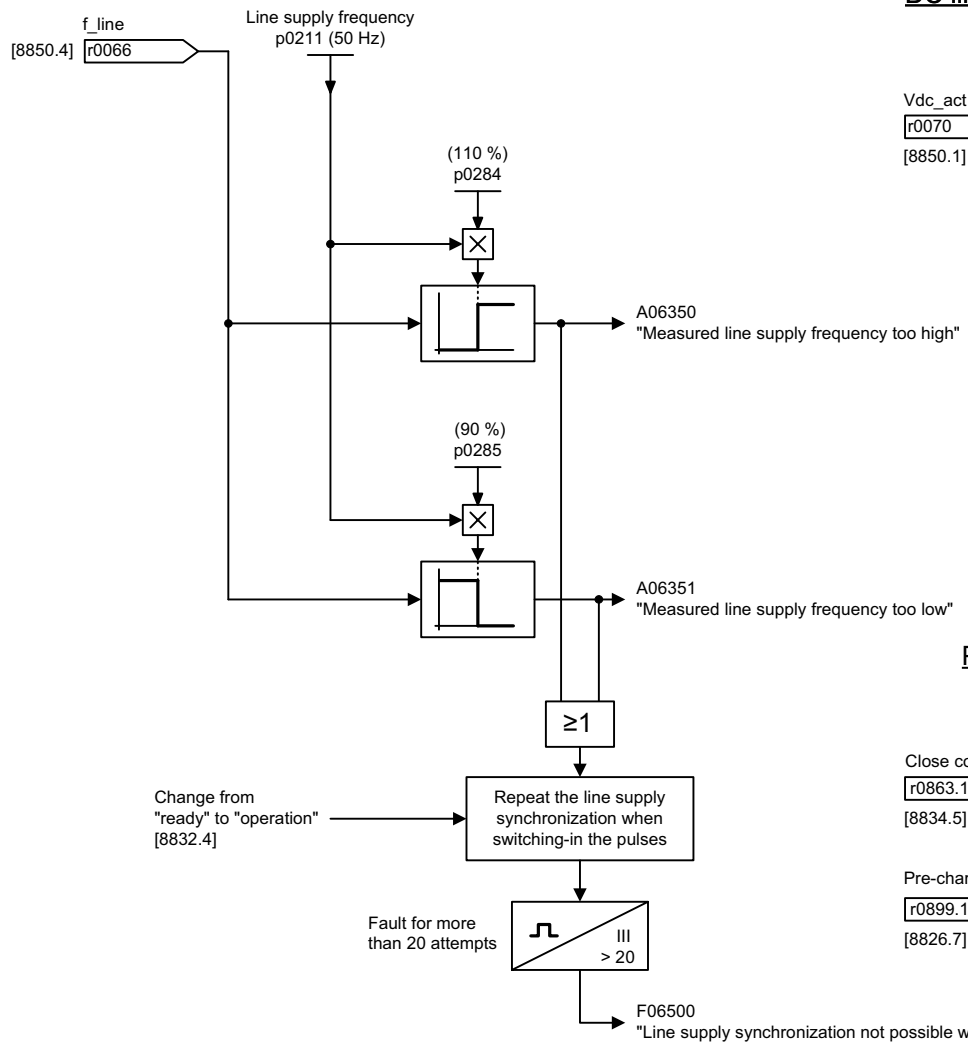 f_line
[8850.4]
r0066
Line supply frequency
p0211 (50 Hz)
Vdc_act
r0070
[8850.1]
(110 %)
p0284
A06350
"Measured line supply frequency too high"
(90 %)
p0285
A06351
"Measured line supply frequency too low"
≥1
Change from
"ready" to "operation"
[8832.4]
Repeat the line supply
synchronization when
switching-in the pulses
Close
r0863.1
[8834.5]
r0899.1
[8826.7]
Fault for more
than 20 attempts
III
> 20
F06500
"Line supply synchronization not possible